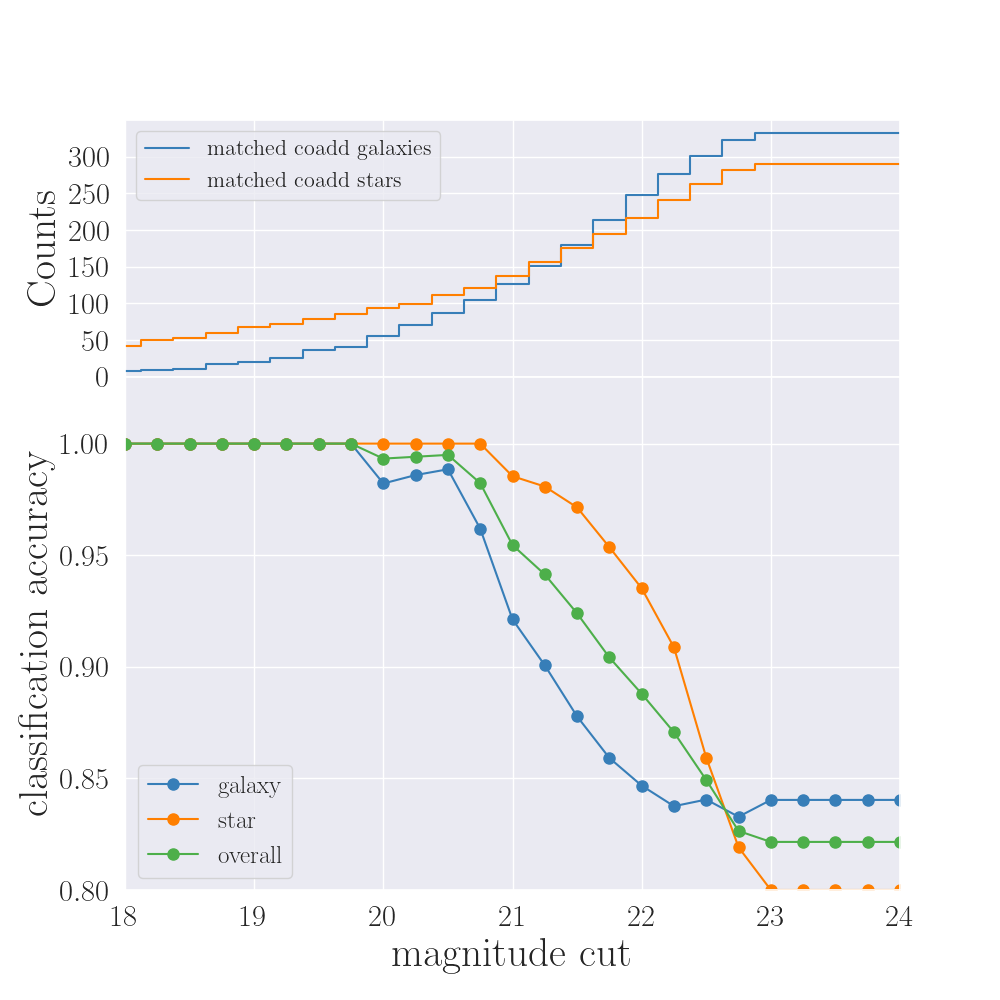 matched coadd galaxies
matched coadd stars
Counts
300
250
200
150
100
50
0
classification accuracy
1.00
0.95
0.90
0.85
0.80
galaxy
star
overall
18 19 20 21 22 23 24
magnitude cut